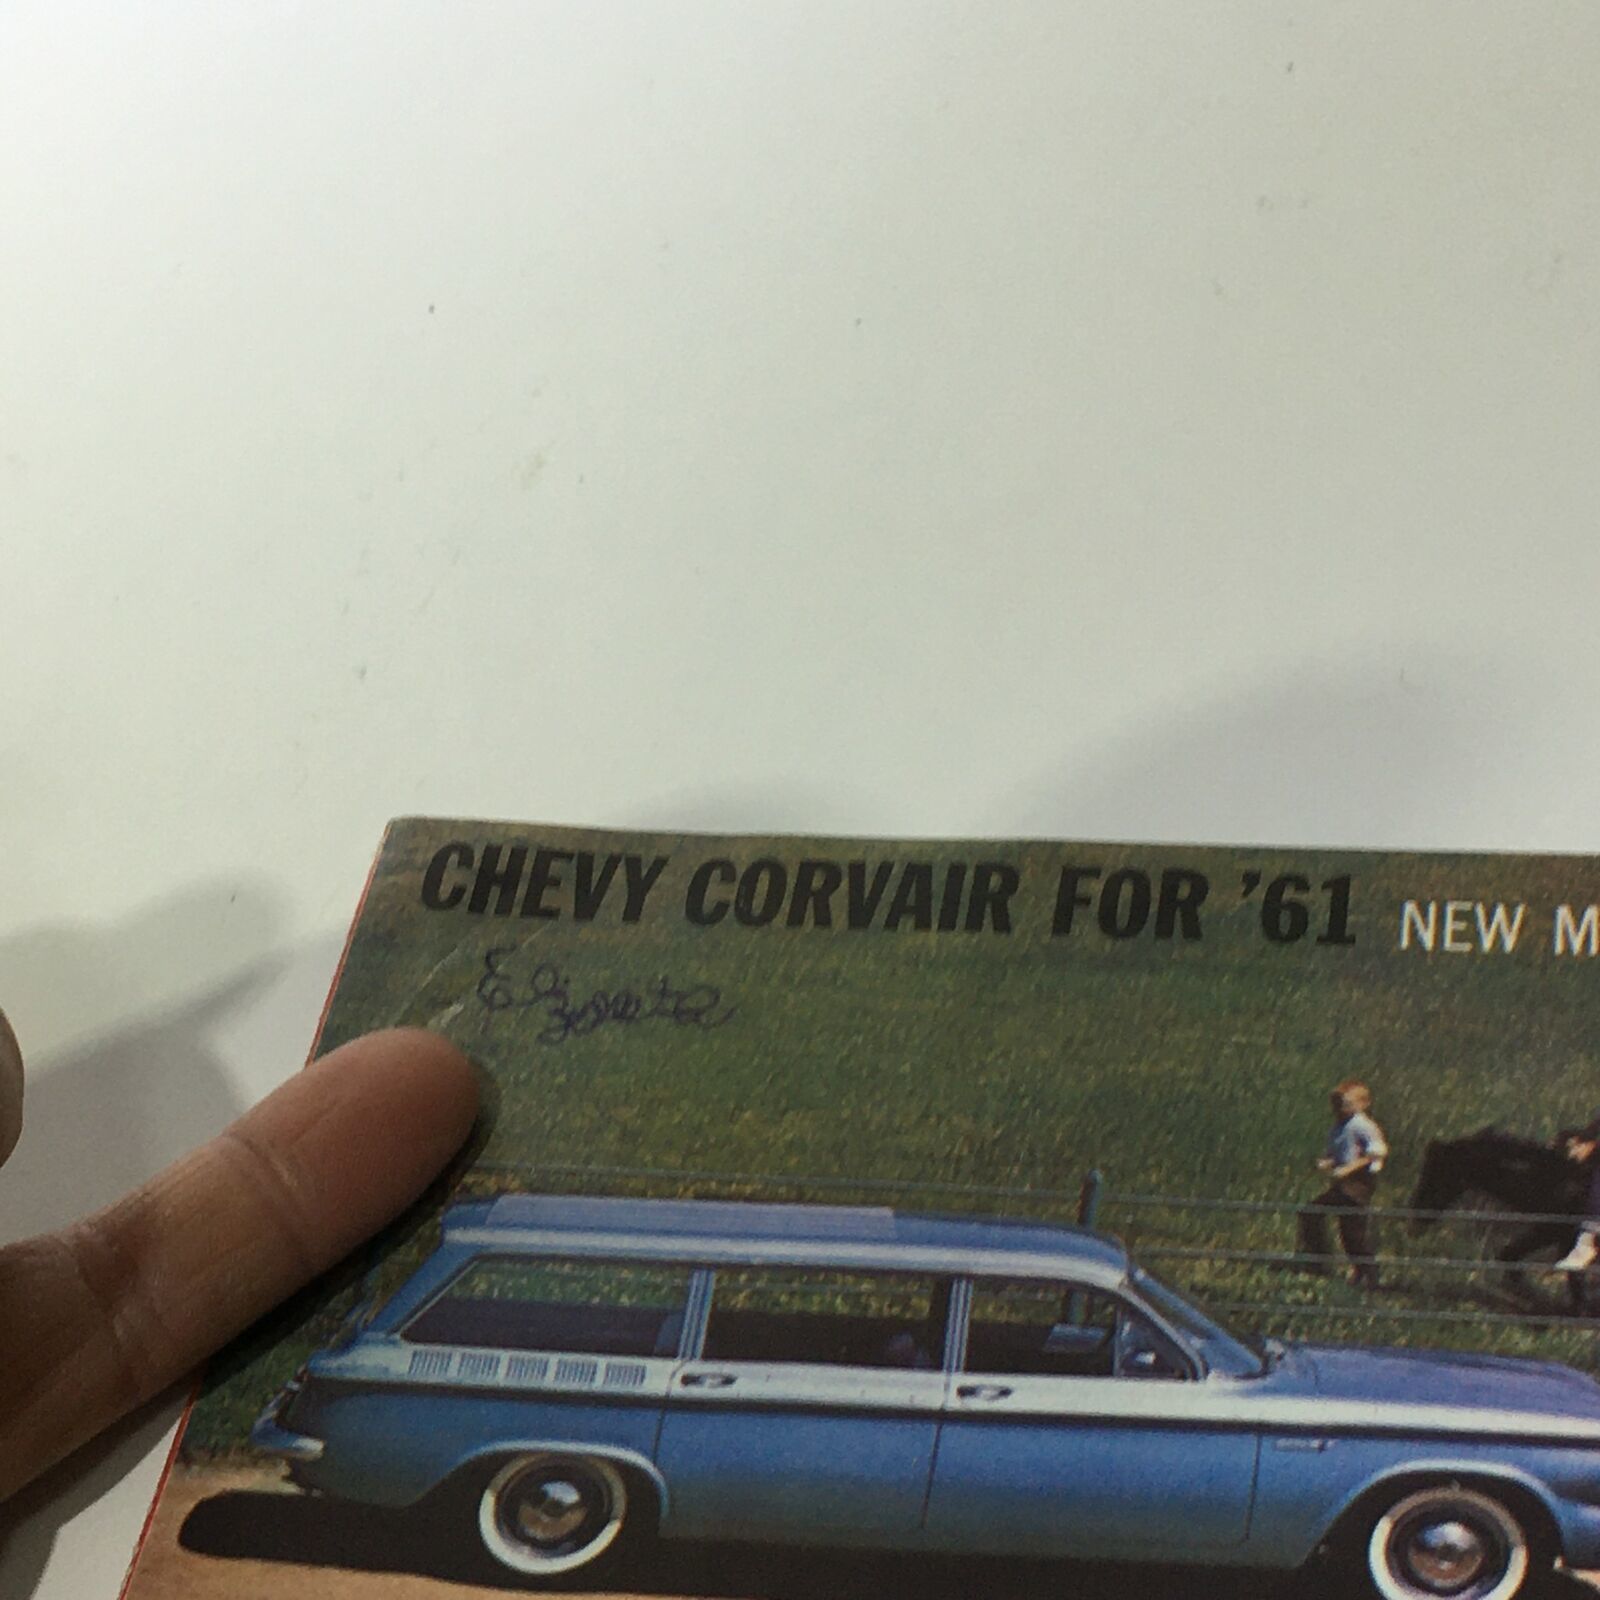 CHEVY CORVAIR FOR '61 NEW